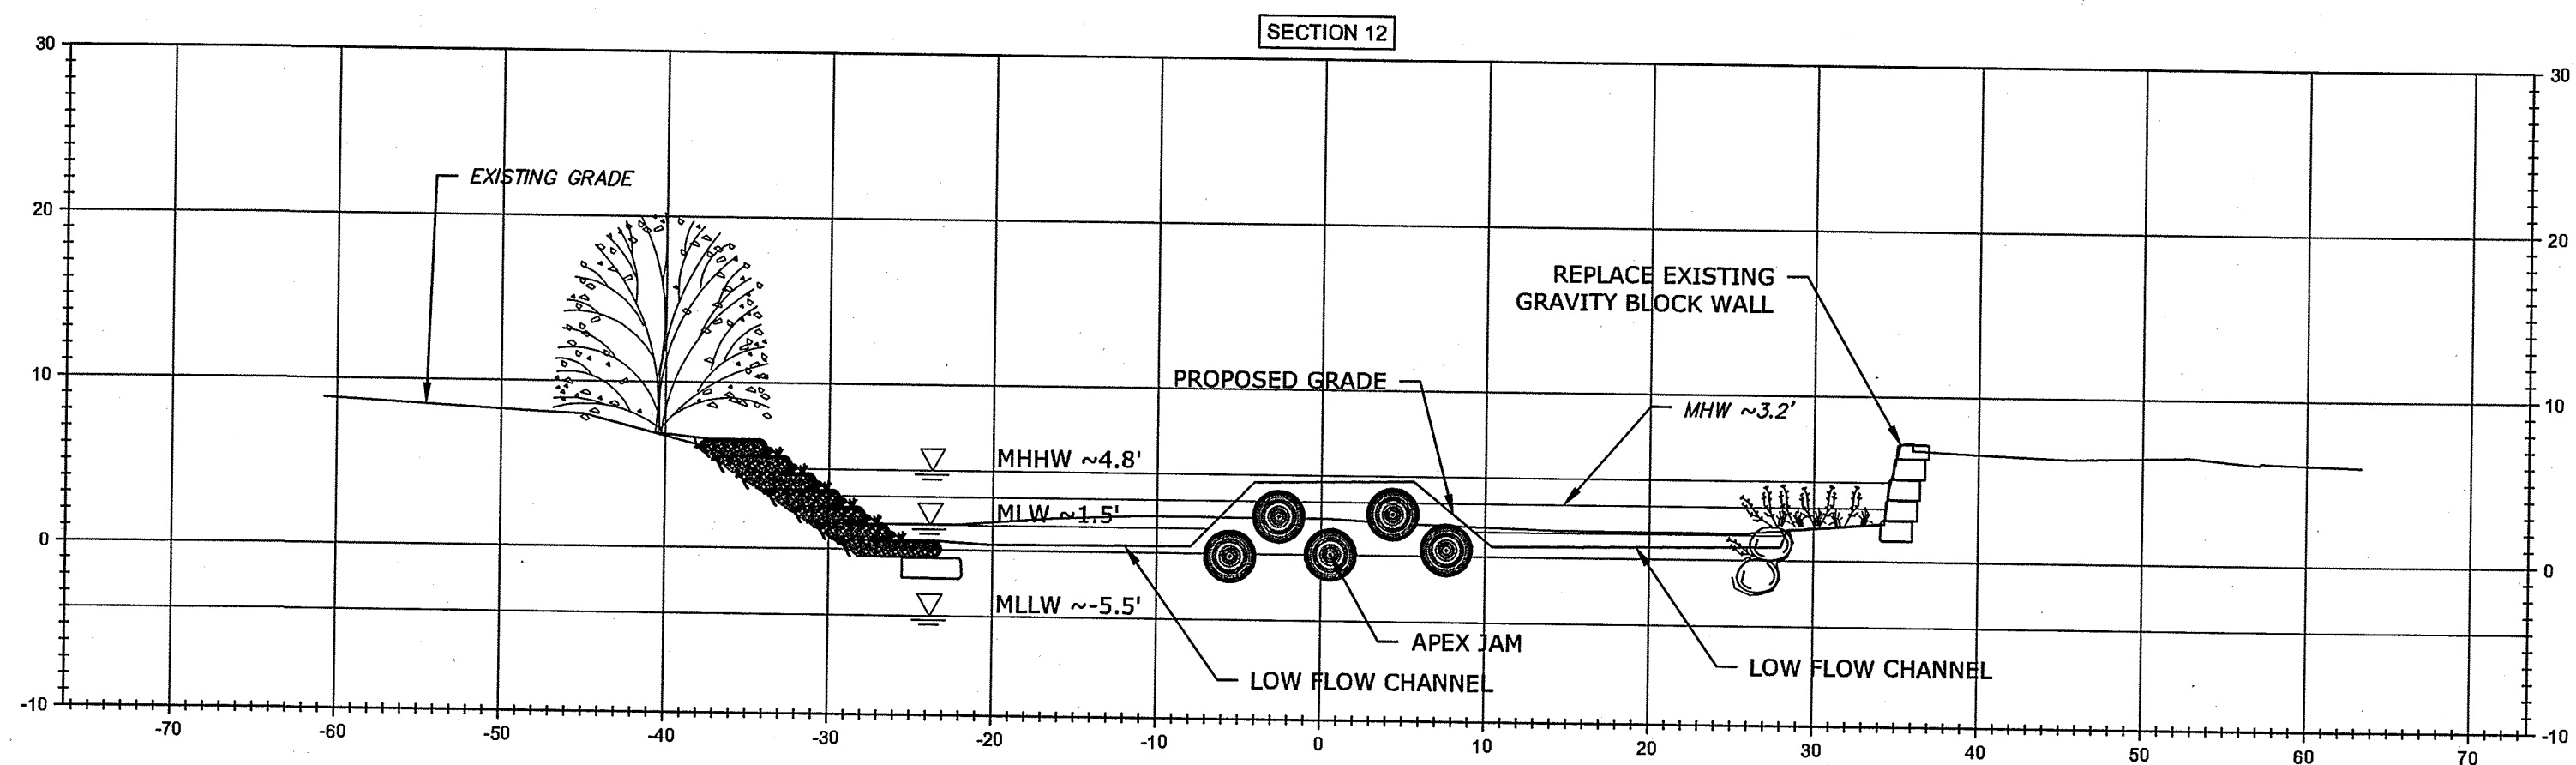 SECTION 12
30
30
EXISTING GRADE
20
20
REPLACE EXISTING
GRAVITY BLOCK WALL
10
PROPOSED GRADE
MHW ~3.2'
10
MHHW ~4.8'
MLW ~1.5'
0
0
MLLW ~-5.5'
APEX JAM
LOW FLOW CHANNEL
LOW FLOW CHANNEL
-10
-10
-70 -60 -50 -40 -30 -20 -10 0 10 20 30 40 50 60 70